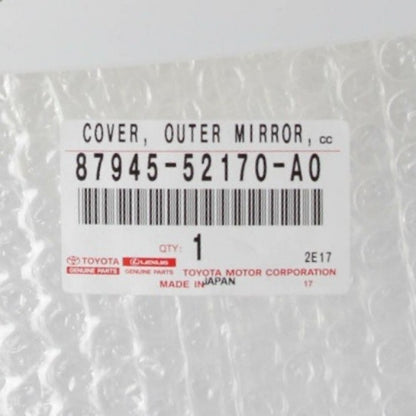 COVER, OUTER MIRROR, CC
87945-52170-A0
QTY: 1
2E17
TOYOTA LEXUS
GENUINE PARTS GENUINE PARTS TOYOTA MOTOR CORPORATION
MADE IN JAPAN 17